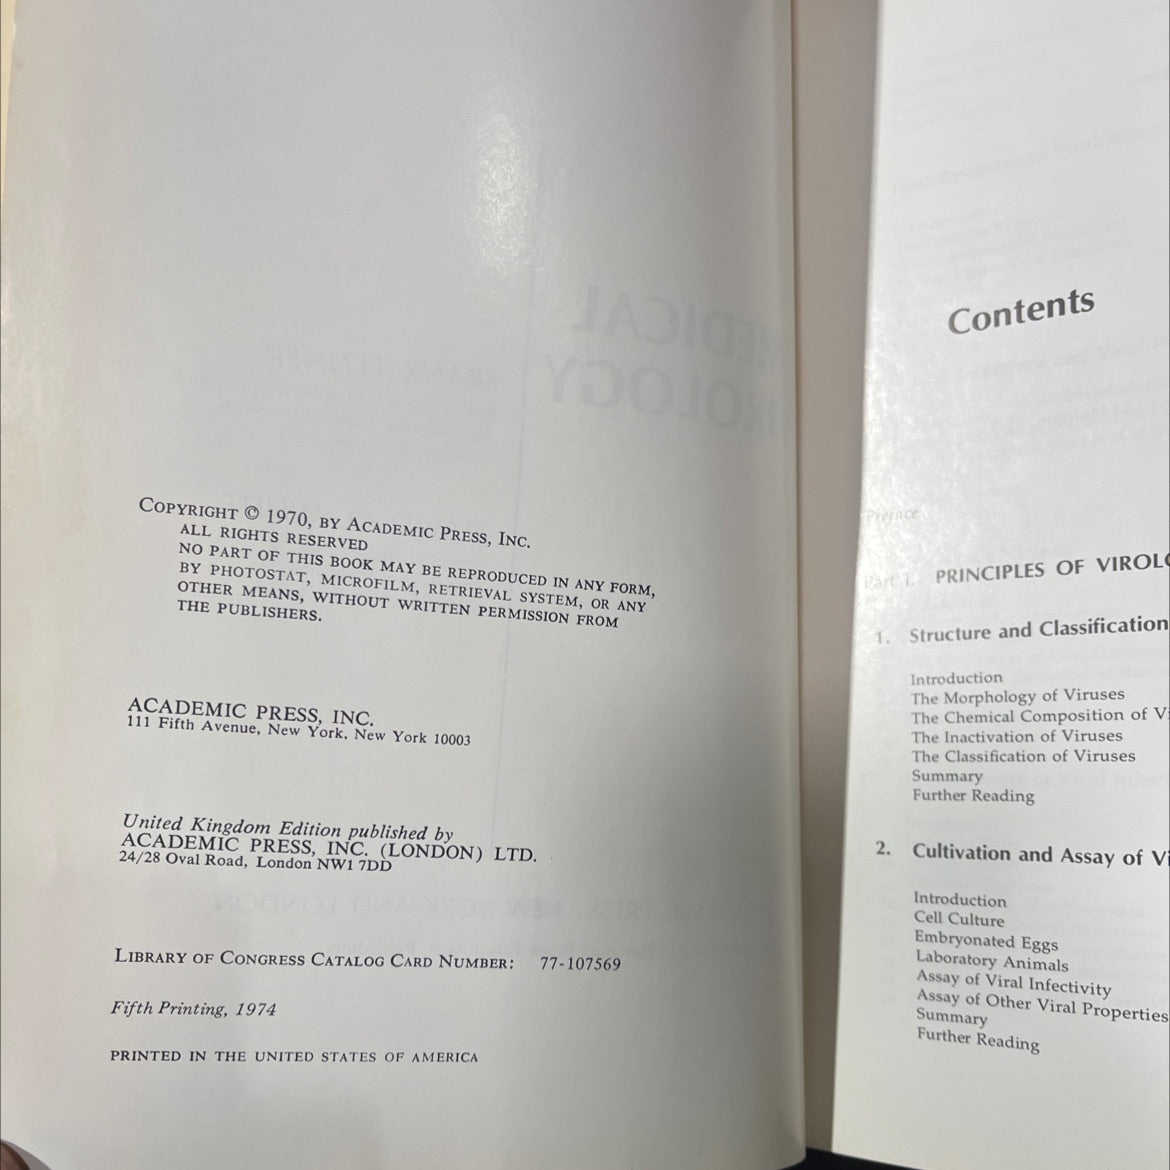 COPYRIGHT © 1970, BY ACADEMIC PRESS, INC.
ALL RIGHTS RESERVED
NO PART OF THIS BOOK MAY BE REPRODUCED IN ANY FORM,
BY PHOTOSTAT, MICROFILM, RETRIEVAL SYSTEM, OR ANY
OTHER MEANS, WITHOUT WRITTEN PERMISSION FROM
THE PUBLISHERS.
ACADEMIC PRESS, INC.
111 Fifth Avenue, New York, New York 10003
United Kingdom Edition published by
ACADEMIC PRESS, INC. (LONDON) LTD.
24/28 Oval Road, London NW1 7DD
LIBRARY OF CONGRESS CATALOG CARD NUMBER: 77-107569
Fifth Printing, 1974
PRINTED IN THE UNITED STATES OF AMERICA
Contents
Preface
Part I. PRINCIPLES OF VIROLO
1. Structure and Classification
Introduction
The Morphology of Viruses
The Chemical Composition of Vi
The Inactivation of Viruses
The Classification of Viruses
Summary
Further Reading
2. Cultivation and Assay of Vi
Introduction
Cell Culture
Embryonated Eggs
Laboratory Animals
Assay of Viral Infectivity
Assay of Other Viral Properties
Summary
Further Reading